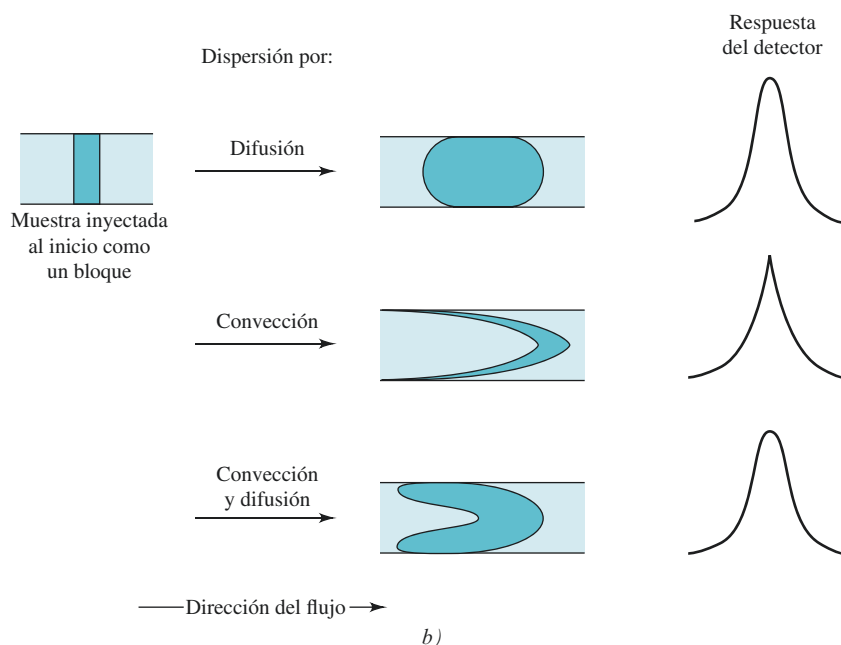 Respuesta
del detector
Dispersión por:
Difusión
Muestra inyectada
al inicio como
un bloque
Convección
Convección
y difusión
Dirección del flujo
b)